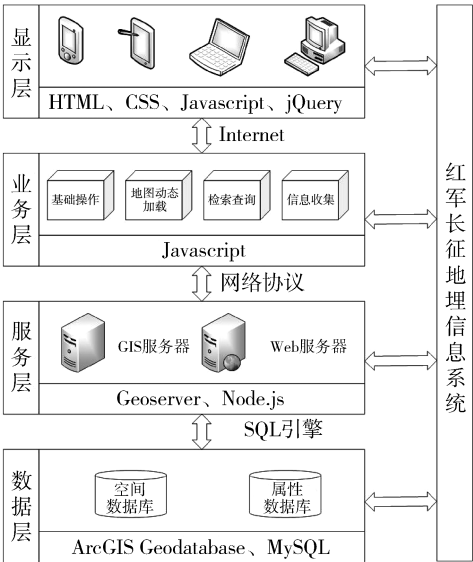 显示层
HTML、CSS、Javascript、jQuery
Internet
业务层
基础操作
地图动态
加载
检索查询
信息收集
Javascript
网络协议
服务层
GIS服务器
Web服务器
Geoserver、Node.js
SQL引擎
数据层
空间
数据库
属性
数据库
ArcGIS Geodatabase、MySQL
红军长征地埋信息系统